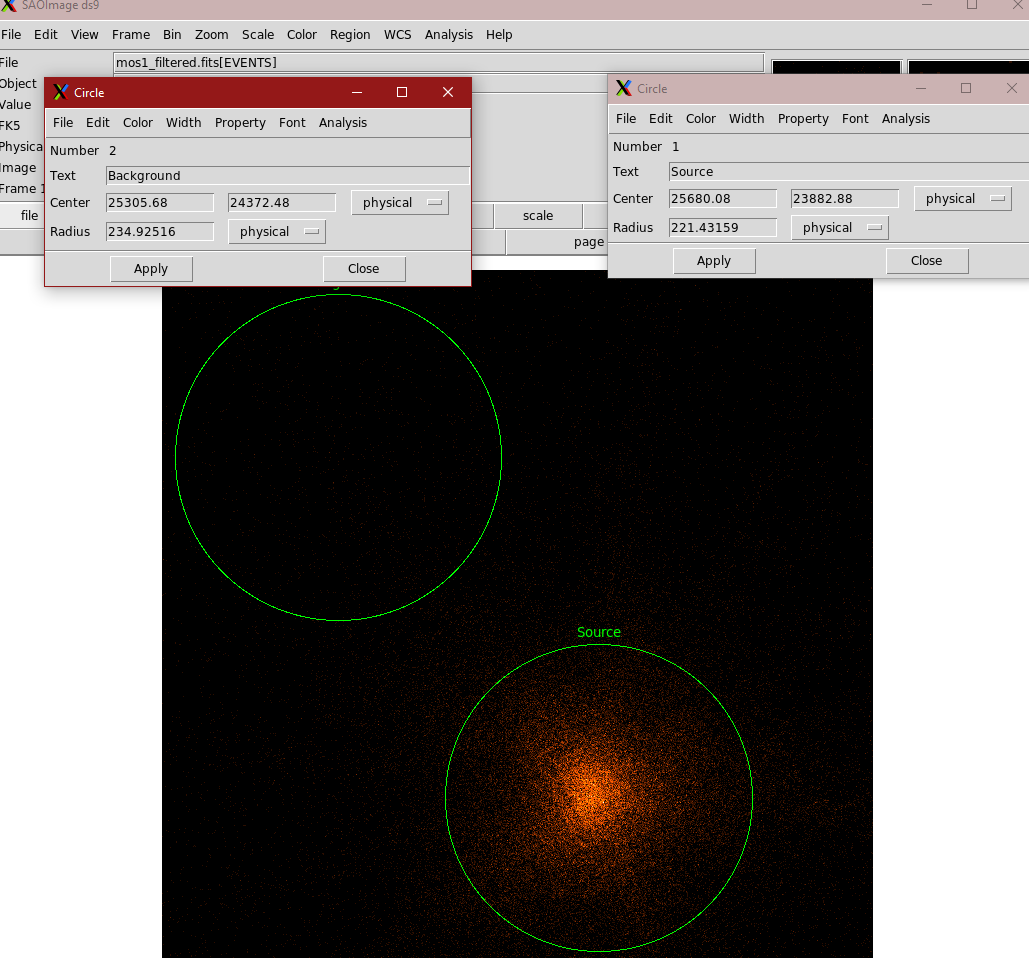 SAOImage ds9
File Edit View Frame Bin Zoom Scale Color Region WCS Analysis Help
File mos1_filtered.fits[EVENTS]
Object
Value
FK5
Physica
Image
Frame 1
file scale
page
Circle
File Edit Color Width Property Font Analysis
Number 2
Text Background
Center 25305.68 24372.48 physical
Radius 234.92516 physical
Apply Close
Circle
File Edit Color Width Property Font Analysis
Number 1
Text Source
Center 25680.08 23882.88 physical
Radius 221.43159 physical
Apply Close
Source